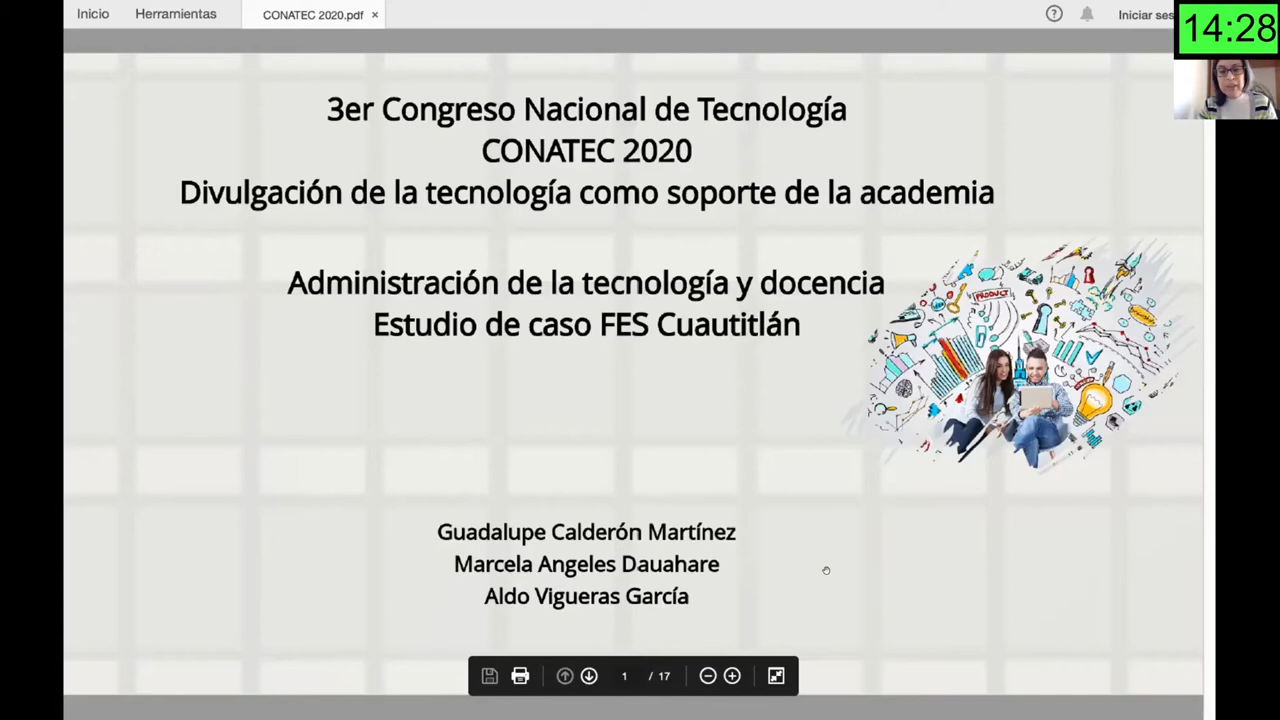 Inicio
Herramientas
CONATEC 2020.pdf
Iniciar ses
14:28
3er Congreso Nacional de Tecnología
CONATEC 2020
Divulgación de la tecnología como soporte de la academia
Administración de la tecnología y docencia
Estudio de caso FES Cuautitlán
PRODUCT
Guadalupe Calderón Martínez
Marcela Angeles Dauahare
Aldo Vigueras García
1 / 17